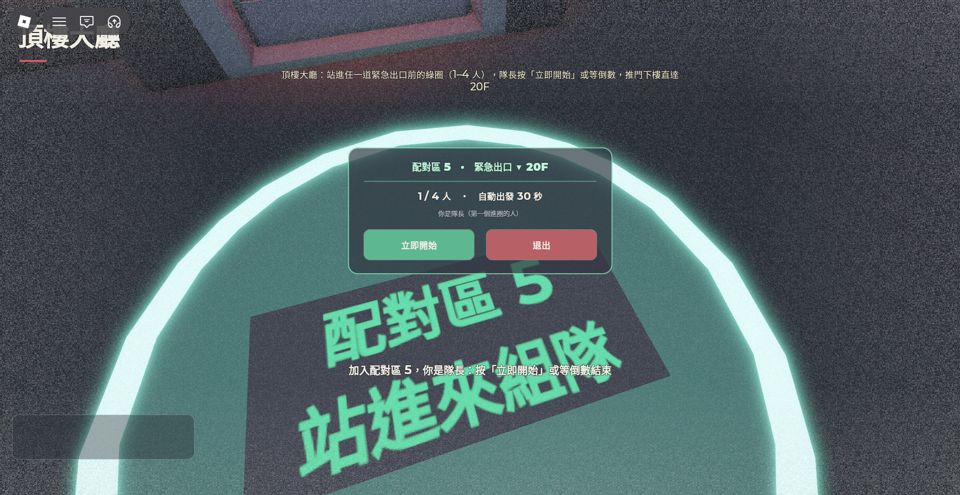 頂樓大廳
頂樓大廳：站進任一道緊急出口前的綠圈（1–4 人），隊長按「立即開始」或等倒數，推門下樓直達
20F
配對區 5 • 緊急出口 ▼ 20F
1 / 4 人 • 自動出發 30 秒
你是隊長（第一個進圈的人）
立即開始
退出
配對區 5
站進來組隊
加入配對區 5，你是隊長：按「立即開始」或等倒數結束